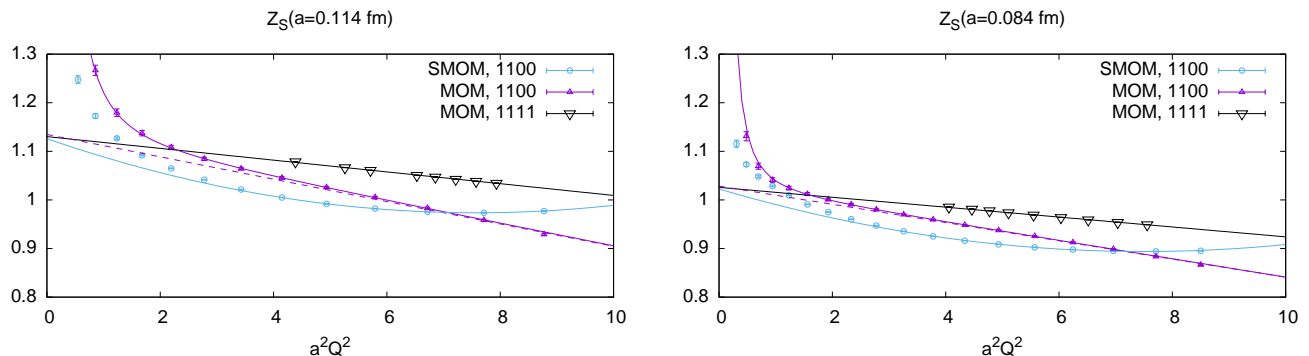 Z_S(a=0.114 fm)
1.3
1.2
1.1
1
0.9
0.8
0 2 4 6 8 10
a²Q²
SMOM, 1100
MOM, 1100
MOM, 1111
Z_S(a=0.084 fm)
1.3
1.2
1.1
1
0.9
0.8
0 2 4 6 8 10
a²Q²
SMOM, 1100
MOM, 1100
MOM, 1111